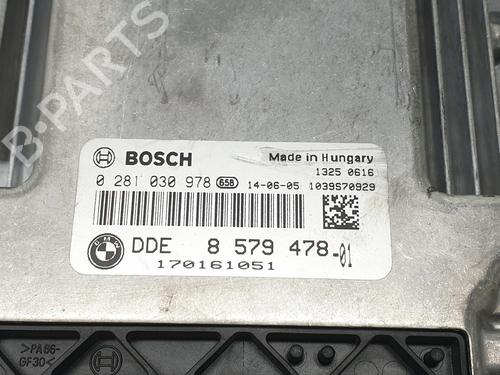 B-PARTS
BOSCH
Made in Hungary
1325 0616
0 281 030 978 658 14-06-05 1039S70929
BMW
DDE 8 579 478-01
170161051
>PA66-
GF30<